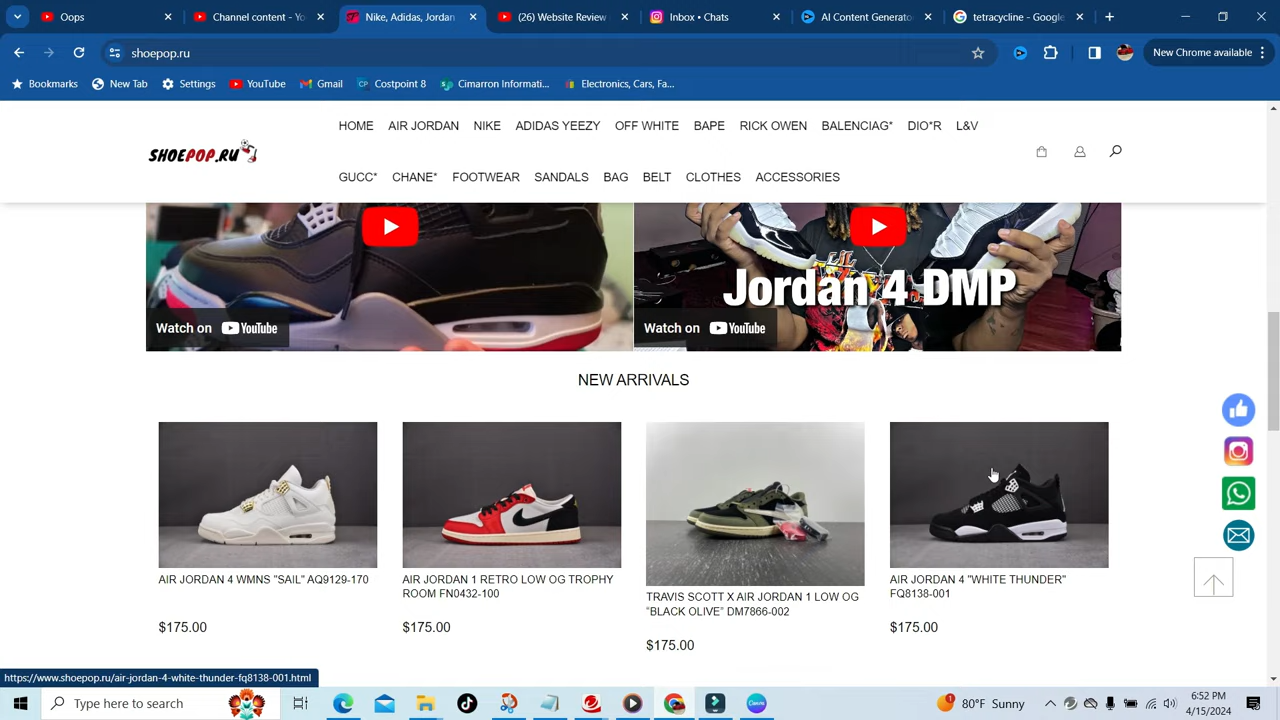 Oops
Channel content - Yo
Nike, Adidas, Jordan
(26) Website Review
Inbox • Chats
AI Content Generato
tetracycline - Google
shoepop.ru
New Chrome available
Bookmarks
New Tab
Settings
YouTube
Gmail
Costpoint 8
Cimarron Informati...
Electronics, Cars, Fa...
HOME AIR JORDAN NIKE ADIDAS YEEZY OFF WHITE BAPE RICK OWEN BALENCIAG* DIO*R L&V
SHOEPOP.RU
GUCC* CHANE* FOOTWEAR SANDALS BAG BELT CLOTHES ACCESSORIES
Jordan 4 DMP
Watch on YouTube
Watch on YouTube
NEW ARRIVALS
AIR JORDAN 4 WMNS "SAIL" AQ9129-170
$175.00
AIR JORDAN 1 RETRO LOW OG TROPHY
ROOM FN0432-100
$175.00
TRAVIS SCOTT X AIR JORDAN 1 LOW OG
"BLACK OLIVE" DM7866-002
$175.00
AIR JORDAN 4 "WHITE THUNDER"
FQ8138-001
$175.00
https://www.shoepop.ru/air-jordan-4-white-thunder-fq8138-001.html
Type here to search
80°F Sunny
6:52 PM
4/15/2024